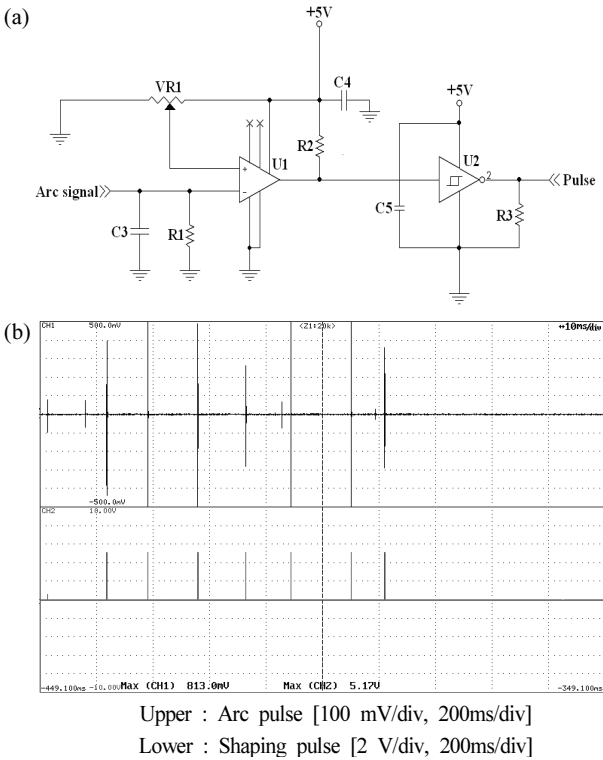 (a)
+5V
VR1
C4
+5V
R2
U1
U2
+
-
2
Arc signal
Pulse
C3
R1
C5
R3
(b)
CH1 500.0mV <Z1:20k> ↔10ms/div
-500.0mV
CH2 10.00V
-449.100ms -10.00V Max (CH1) 813.0mV Max (CH2) 5.17V -349.100ms
Upper : Arc pulse [100 mV/div, 200ms/div]
Lower : Shaping pulse [2 V/div, 200ms/div]